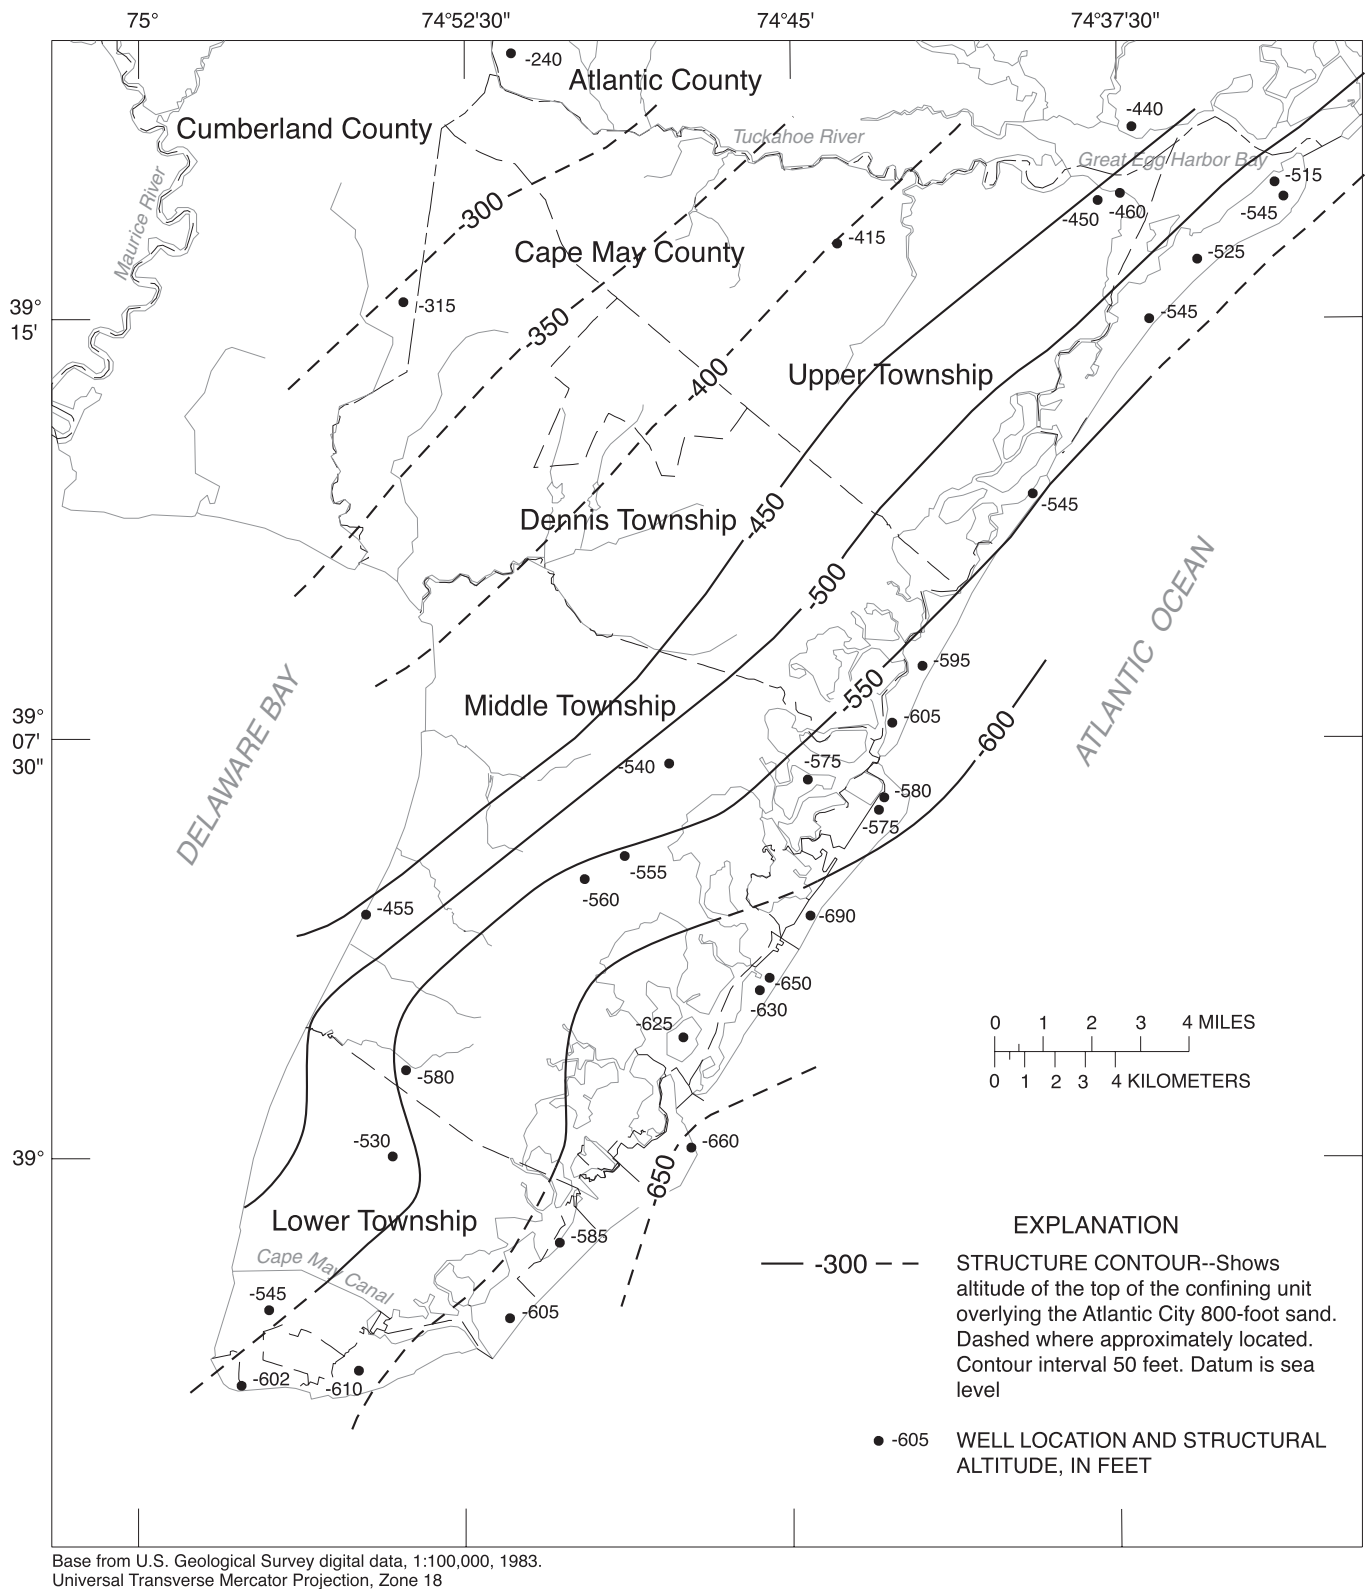 75°
74°52'30"
74°45'
74°37'30"
-240
Atlantic County
-440
Cumberland County
Tuckahoe River
Great Egg Harbor Bay
Maurice River
-515
-300
-450
-460
-545
-415
Cape May County
-525
39°
15'
-315
-350
-545
-400
Upper Township
-450
-545
Dennis Township
-500
ATLANTIC OCEAN
-595
DELAWARE BAY
-550
Middle Township
39°
07'
30"
-605
-600
-540
-575
-580
-575
-555
-560
-455
-690
-650
-630
-625
0 1 2 3 4 MILES
0 1 2 3 4 KILOMETERS
-580
-530
-660
39°
-650
Lower Township
-585
Cape May Canal
-545
-605
-602
-610
EXPLANATION
-300
STRUCTURE CONTOUR--Shows
altitude of the top of the confining unit
overlying the Atlantic City 800-foot sand.
Dashed where approximately located.
Contour interval 50 feet. Datum is sea
level
-605
WELL LOCATION AND STRUCTURAL
ALTITUDE, IN FEET
Base from U.S. Geological Survey digital data, 1:100,000, 1983.
Universal Transverse Mercator Projection, Zone 18